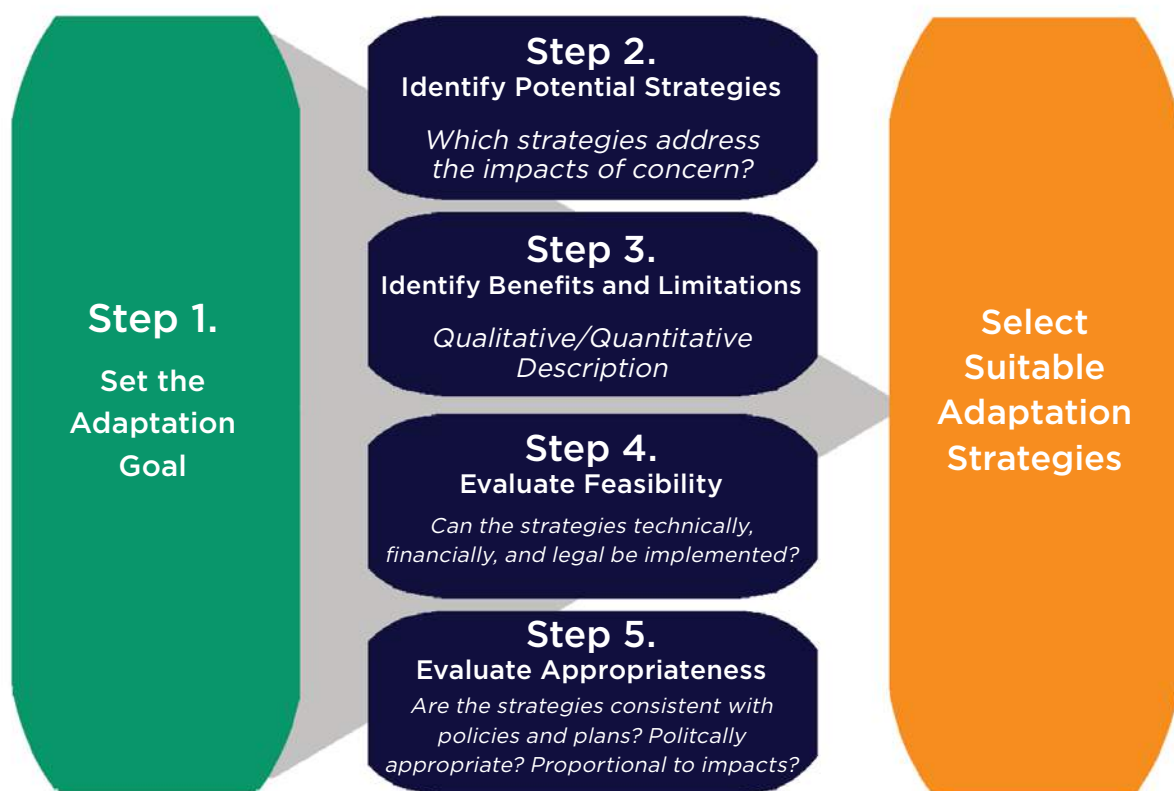 Step 1.
Set the
Adaptation
Goal
Step 2.
Identify Potential Strategies
Which strategies address
the impacts of concern?
Step 3.
Identify Benefits and Limitations
Qualitative/Quantitative
Description
Step 4.
Evaluate Feasibility
Can the strategies technically,
financially, and legal be implemented?
Step 5.
Evaluate Appropriateness
Are the strategies consistent with
policies and plans? Politcally
appropriate? Proportional to impacts?
Select
Suitable
Adaptation
Strategies